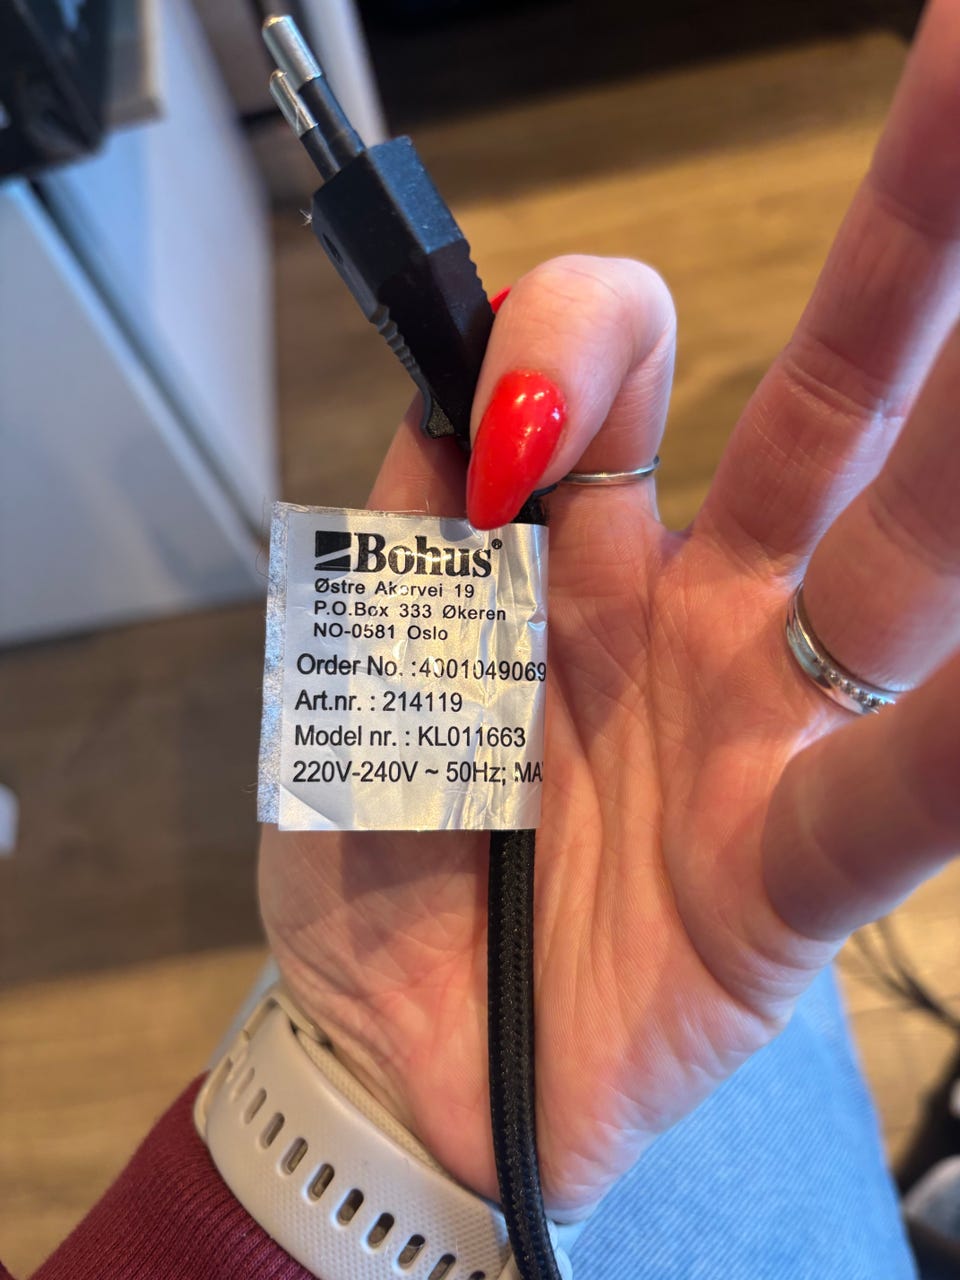 Bohus®
Østre Akervei 19
P.O.Box 333 Økeren
NO-0581 Oslo
Order No. :4001049069
Art.nr. : 214119
Model nr. : KL011663
220V-240V ~ 50Hz; MA